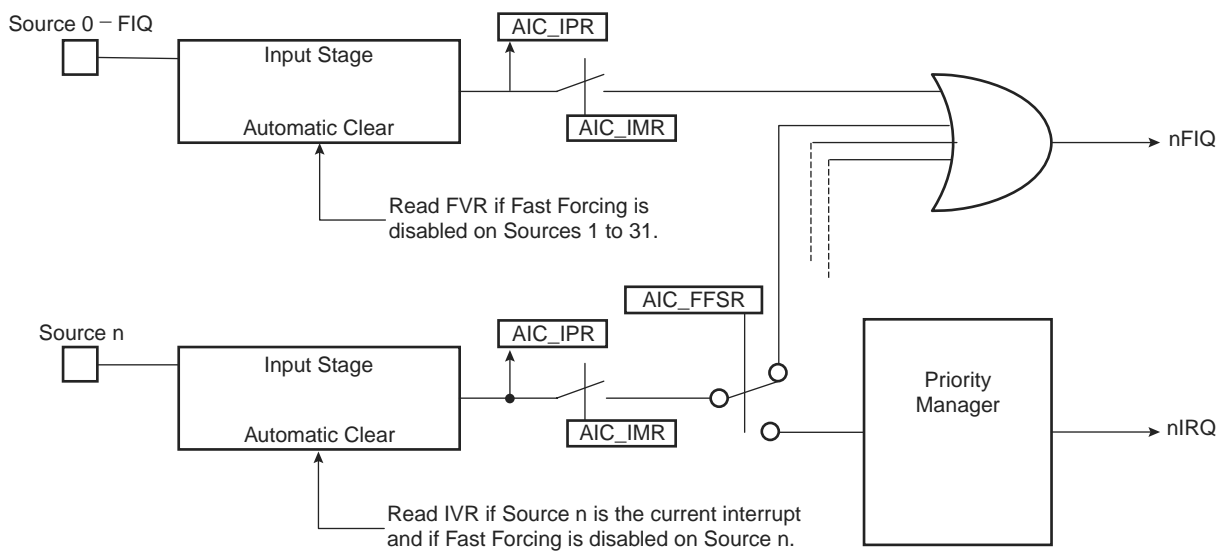 Source 0 – FIQ
AIC_IPR
Input Stage
Automatic Clear
AIC_IMR
nFIQ
Read FVR if Fast Forcing is
disabled on Sources 1 to 31.
AIC_FFSR
Source n
AIC_IPR
Input Stage
Priority
Manager
Automatic Clear
AIC_IMR
nIRQ
Read IVR if Source n is the current interrupt
and if Fast Forcing is disabled on Source n.